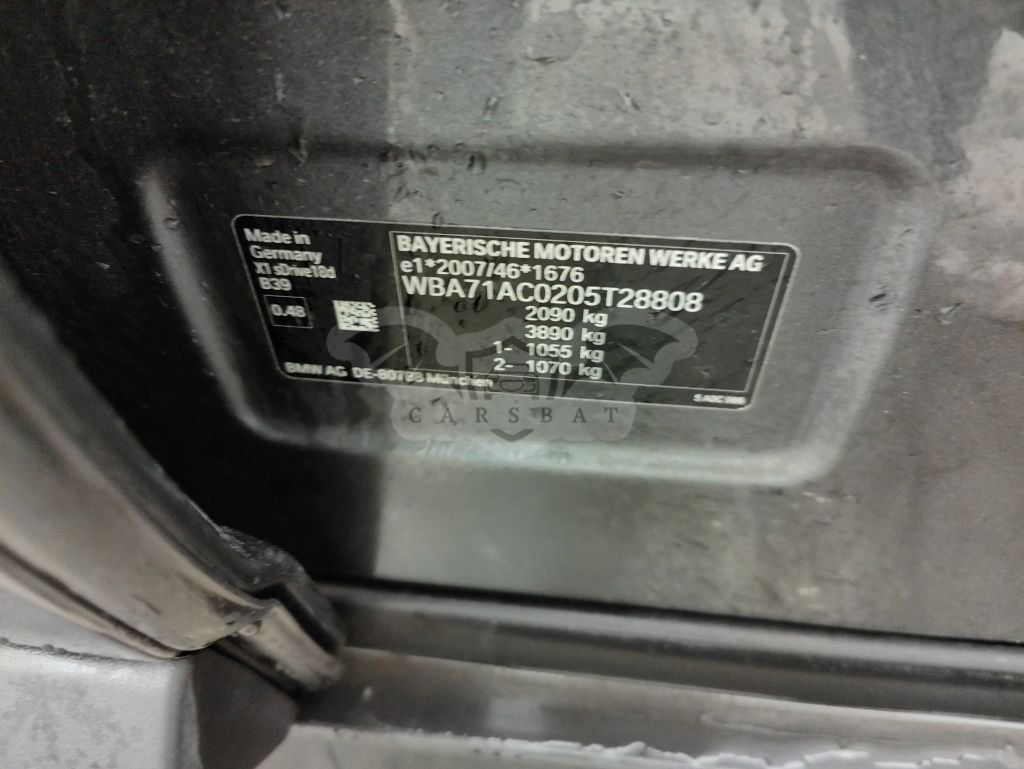 Made in
Germany
X1 sDrive18d
B39
0.48
BMW AG DE-80788 München
BAYERISCHE MOTOREN WERKE AG
e1*2007/46*1676
WBA71AC0205T28808
2090 kg
3890 kg
1- 1055 kg
2- 1070 kg
CARSBAT